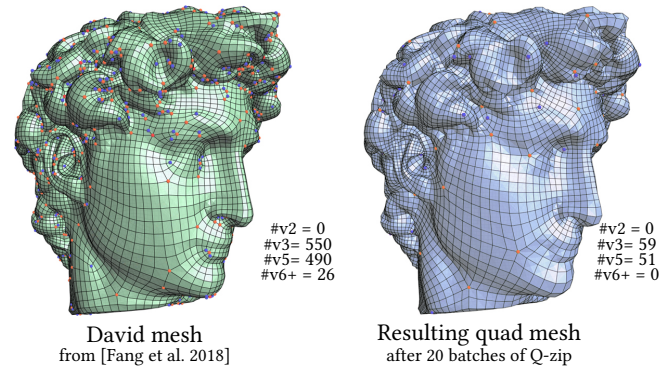 #v2 = 0
#v3= 550
#v5= 490
#v6+ = 26
#v2 = 0
#v3= 59
#v5= 51
#v6+ = 0
David mesh
from [Fang et al. 2018]
Resulting quad mesh
after 20 batches of Q-zip